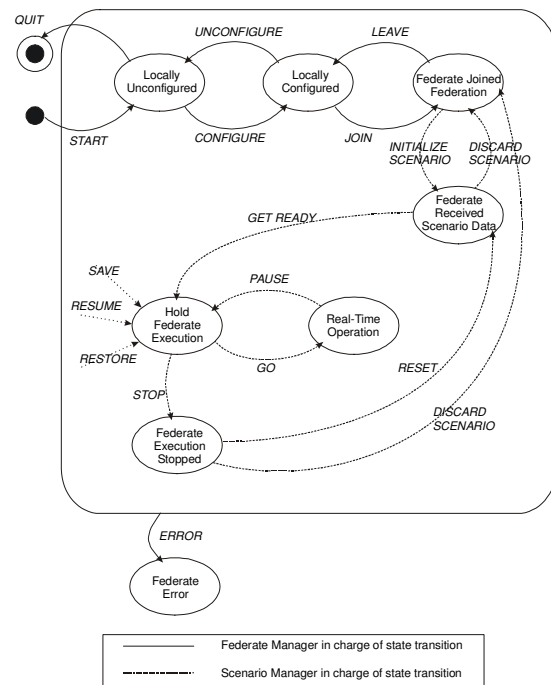 QUIT
UNCONFIGURE
LEAVE
Locally
Unconfigured
Locally
Configured
Federate Joined
Federation
START
CONFIGURE
JOIN
INITIALIZE
SCENARIO
DISCARD
SCENARIO
Federate
Received
Scenario Data
GET READY
SAVE
RESUME
RESTORE
PAUSE
Hold
Federate
Execution
Real-Time
Operation
GO
STOP
RESET
DISCARD
SCENARIO
Federate
Execution
Stopped
ERROR
Federate
Error
Federate Manager in charge of state transition
Scenario Manager in charge of state transition